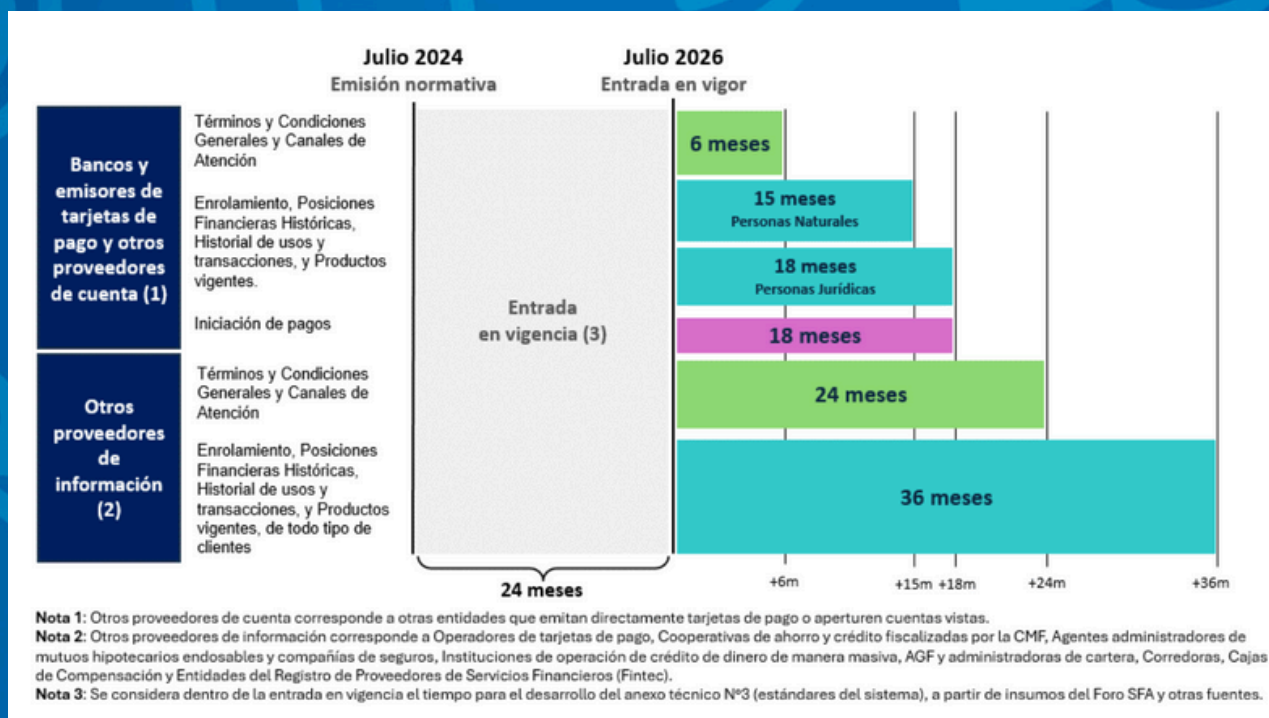 Julio 2024
Emisión normativa
Julio 2026
Entrada en vigor
Bancos y
emisores de
tarjetas de
pago y otros
proveedores
de cuenta (1)
Términos y Condiciones
Generales y Canales de
Atención
6 meses
Enrolamiento, Posiciones
Financieras Históricas,
Historial de usos y
transacciones, y Productos
vigentes.
15 meses
Personas Naturales
18 meses
Personas Jurídicas
Iniciación de pagos
18 meses
Entrada
en vigencia (3)
Otros
proveedores
de
información
(2)
Términos y Condiciones
Generales y Canales de
Atención
24 meses
Enrolamiento, Posiciones
Financieras Históricas,
Historial de usos y
transacciones, y Productos
vigentes, de todo tipo de
clientes
36 meses
24 meses
+6m
+15m
+18m
+24m
+36m
Nota 1: Otros proveedores de cuenta corresponde a otras entidades que emitan directamente tarjetas de pago o aperturen cuentas vistas.
Nota 2: Otros proveedores de información corresponde a Operadores de tarjetas de pago, Cooperativas de ahorro y crédito fiscalizadas por la CMF, Agentes administradores de
mutuos hipotecarios endosables y compañías de seguros, Instituciones de operación de crédito de dinero de manera masiva, AGF y administradoras de cartera, Corredoras, Cajas
de Compensación y Entidades del Registro de Proveedores de Servicios Financieros (Fintec).
Nota 3: Se considera dentro de la entrada en vigencia el tiempo para el desarrollo del anexo técnico Nº3 (estándares del sistema), a partir de insumos del Foro SFA y otras fuentes.